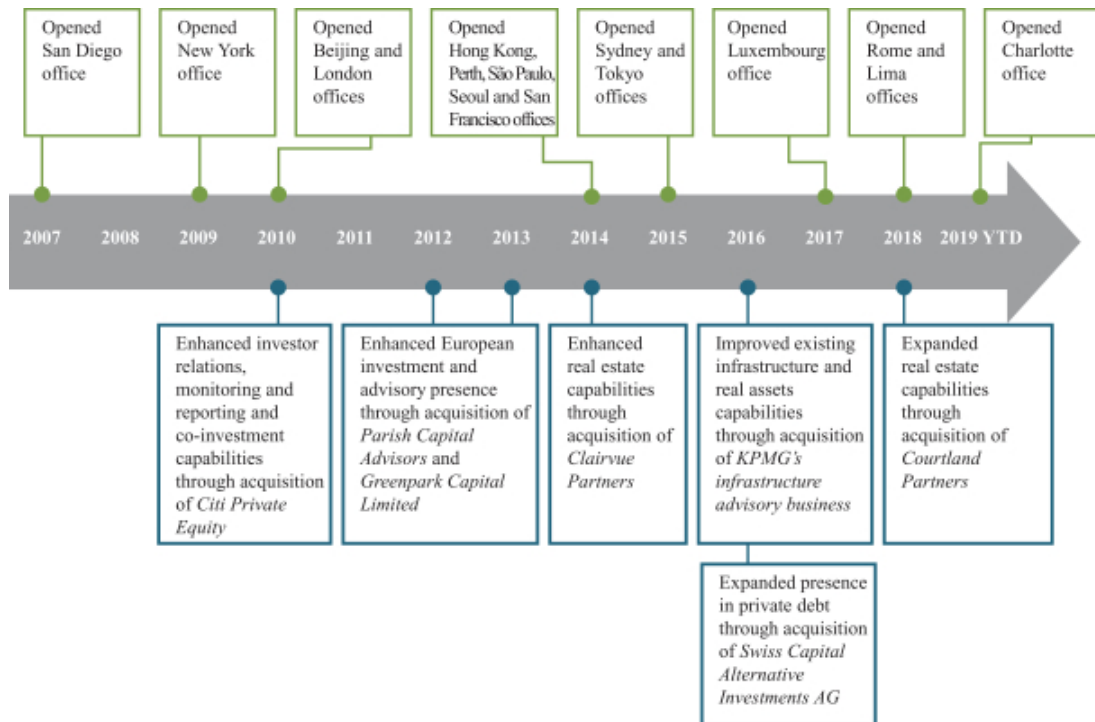 Opened
San Diego
office
Opened
New York
office
Opened
Beijing and
London
offices
Opened
Hong Kong,
Perth, São Paulo,
Seoul and San
Francisco offices
Opened
Sydney and
Tokyo
offices
Opened
Luxembourg
office
Opened
Rome and
Lima
offices
Opened
Charlotte
office
2007 2008 2009 2010 2011 2012 2013 2014 2015 2016 2017 2018 2019 YTD
Enhanced investor
relations,
monitoring and
reporting and
co-investment
capabilities
through acquisition
of Citi Private
Equity
Enhanced European
investment and
advisory presence
through acquisition of
Parish Capital
Advisors and
Greenpark Capital
Limited
Enhanced
real estate
capabilities
through
acquisition of
Clairvue
Partners
Improved existing
infrastructure and
real assets
capabilities
through acquisition
of KPMG's
infrastructure
advisory business
Expanded
real estate
capabilities
through
acquisition of
Courtland
Partners
Expanded presence
in private debt
through acquisition
of Swiss Capital
Alternative
Investments AG